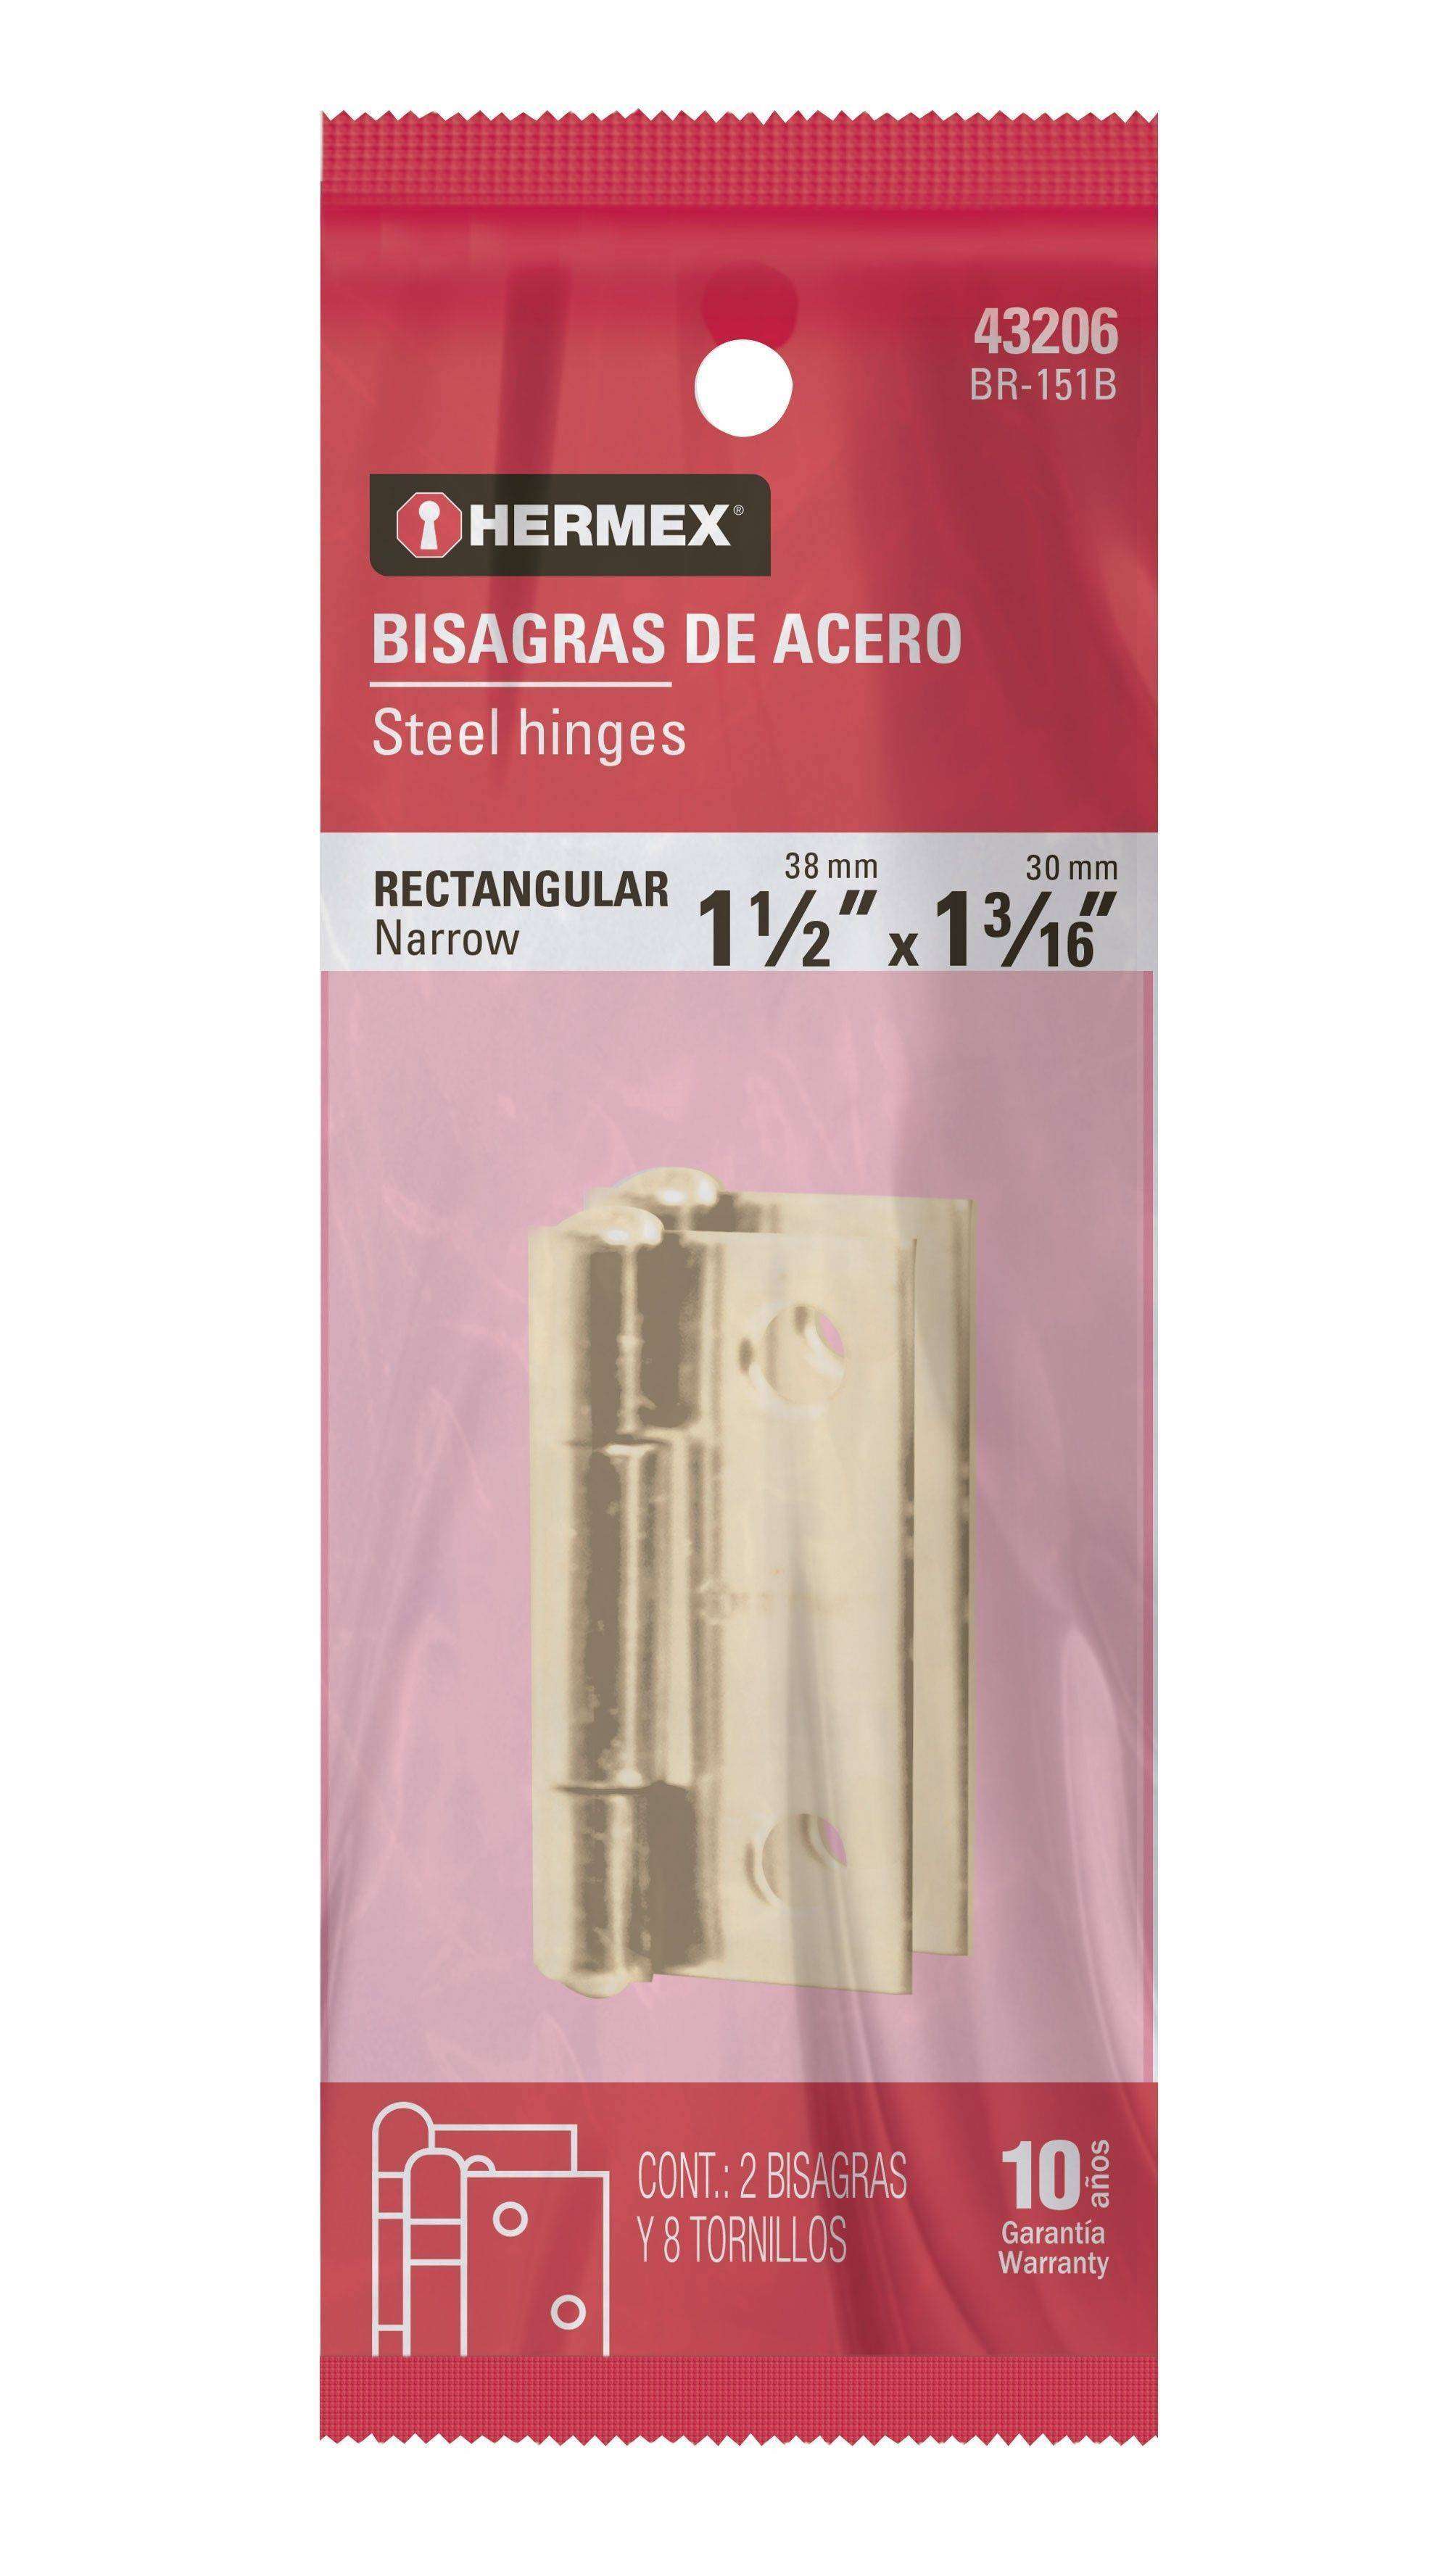 43206
BR-151B
HERMEX®
BISAGRAS DE ACERO
Steel hinges
RECTANGULAR
Narrow
38 mm 30 mm
1 1/2" x 1 3/16"
CONT.: 2 BISAGRAS
Y 8 TORNILLOS
10 años
Garantía
Warranty